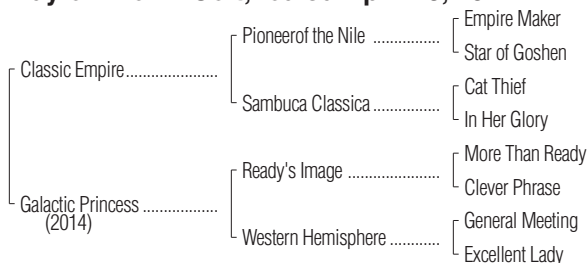 Empire Maker
Pioneerof the Nile ................
Star of Goshen
Classic Empire......................
Cat Thief
Sambuca Classica ................
In Her Glory
More Than Ready
Ready's Image ......................
Clever Phrase
Galactic Princess ..................
(2014)
General Meeting
Western Hemisphere ............
Excellent Lady